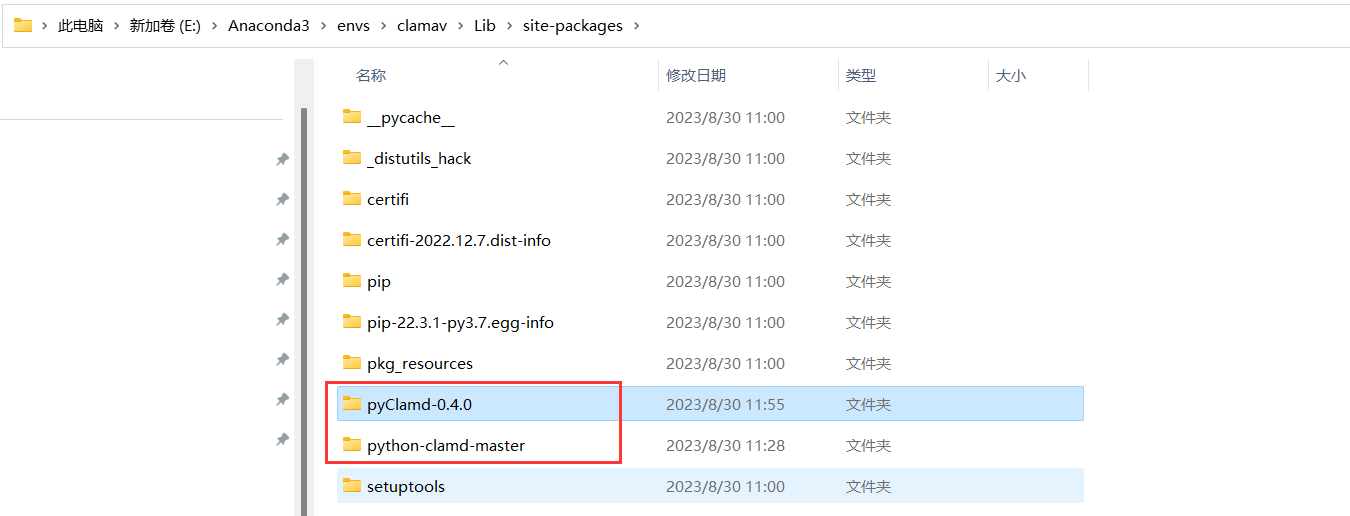 此电脑 > 新加卷 (E:) > Anaconda3 > envs > clamav > Lib > site-packages >
名称 修改日期 类型 大小
__pycache__ 2023/8/30 11:00 文件夹
_distutils_hack 2023/8/30 11:00 文件夹
certifi 2023/8/30 11:00 文件夹
certifi-2022.12.7.dist-info 2023/8/30 11:00 文件夹
pip 2023/8/30 11:00 文件夹
pip-22.3.1-py3.7.egg-info 2023/8/30 11:00 文件夹
pkg_resources 2023/8/30 11:00 文件夹
pyClamd-0.4.0 2023/8/30 11:55 文件夹
python-clamd-master 2023/8/30 11:28 文件夹
setuptools 2023/8/30 11:00 文件夹